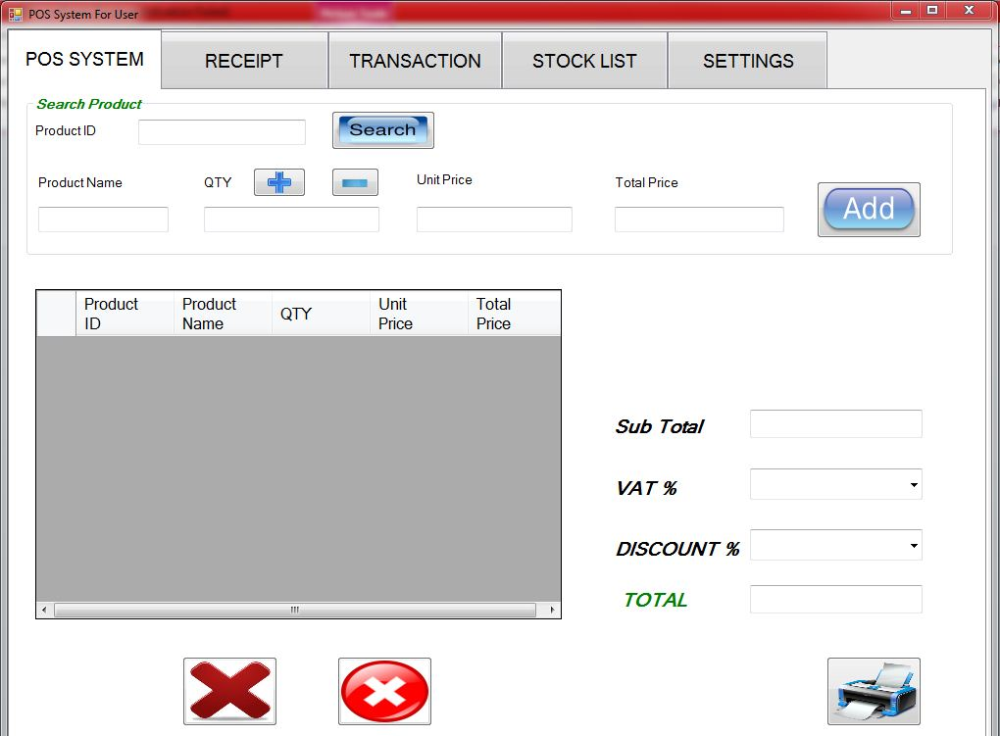 POS System For User
POS SYSTEM
RECEIPT
TRANSACTION
STOCK LIST
SETTINGS
Search Product
Product ID
Search
Product Name
QTY
Unit Price
Total Price
Add
Product
ID
Product
Name
QTY
Unit
Price
Total
Price
Sub Total
VAT %
DISCOUNT %
TOTAL